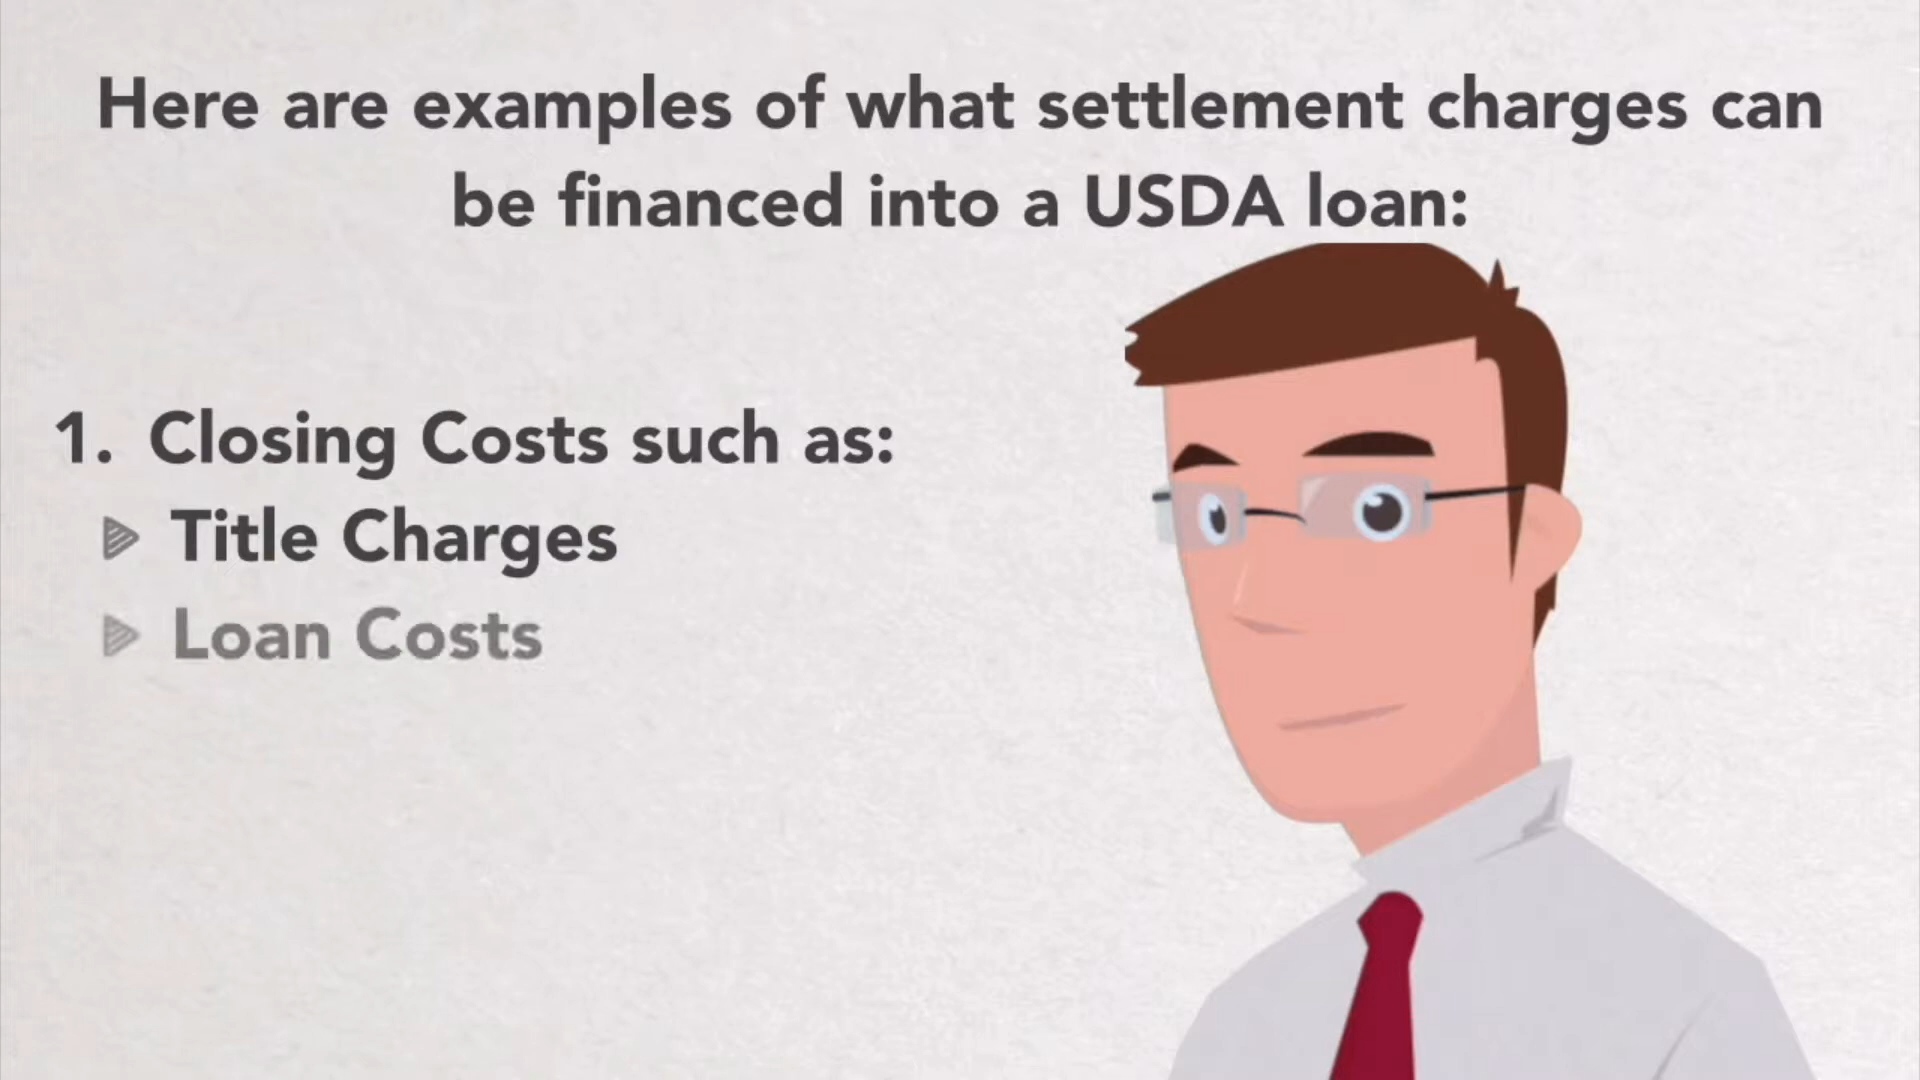 Here are examples of what settlement charges can
be financed into a USDA loan:
1. Closing Costs such as:
Title Charges
Loan Costs